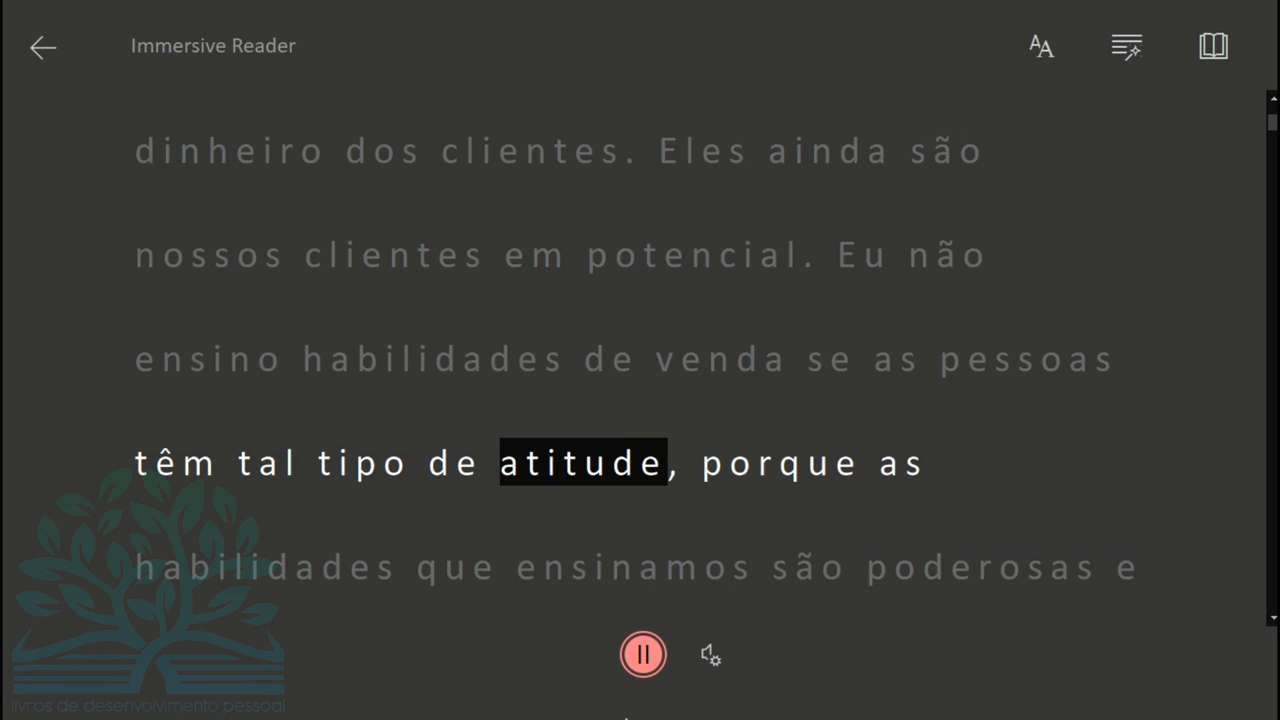 Immersive Reader
dinheiro dos clientes. Eles ainda são
nossos clientes em potencial. Eu não
ensino habilidades de venda se as pessoas
têm tal tipo de atitude, porque as
habilidades que ensinamos são poderosas e
livros de desenvolvimento pessoal